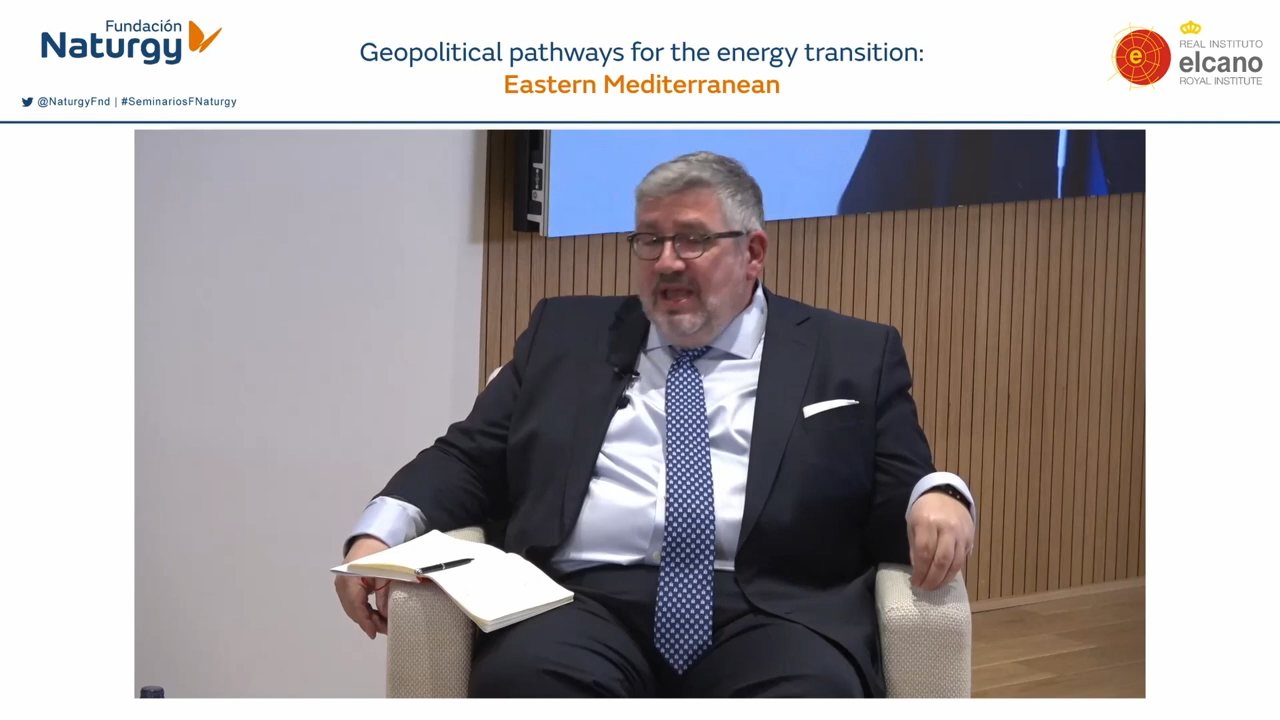 Fundación
Naturgy
@NaturgyFnd | #SeminariosFNaturgy
Geopolitical pathways for the energy transition:
Eastern Mediterranean
e
REAL INSTITUTO
elcano
ROYAL INSTITUTE